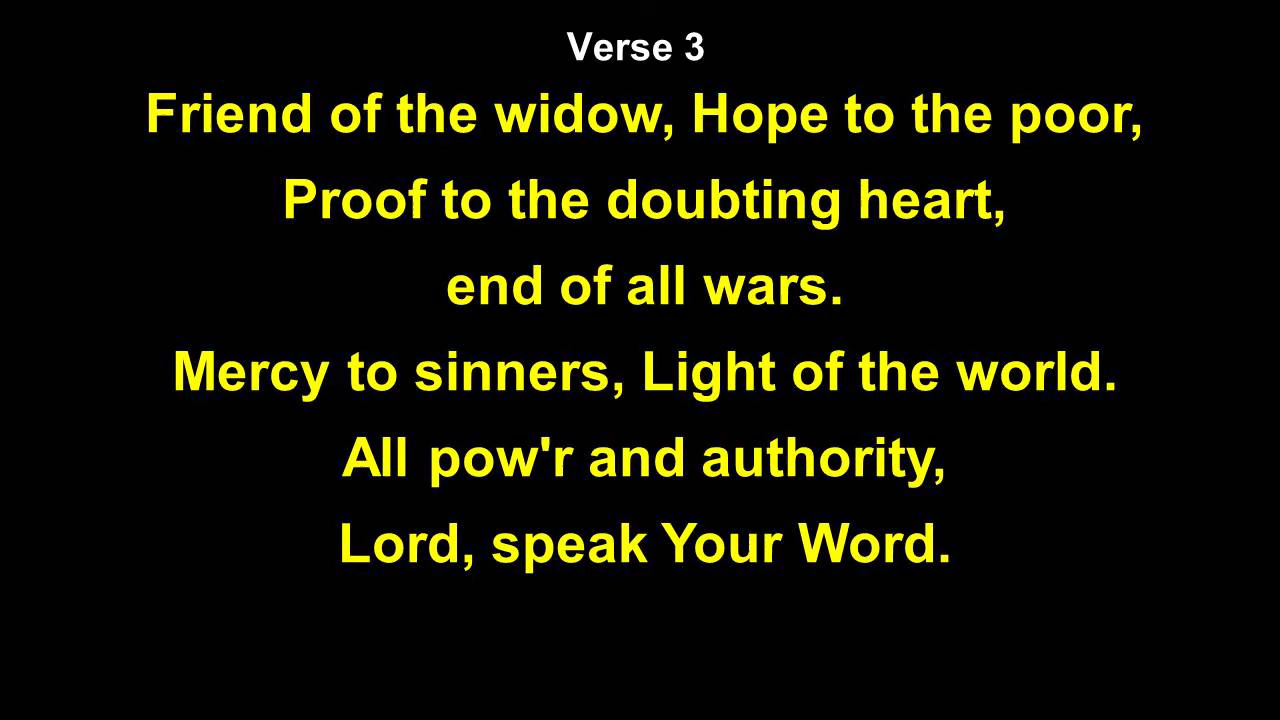 Verse 3
Friend of the widow, Hope to the poor,
Proof to the doubting heart,
end of all wars.
Mercy to sinners, Light of the world.
All pow'r and authority,
Lord, speak Your Word.